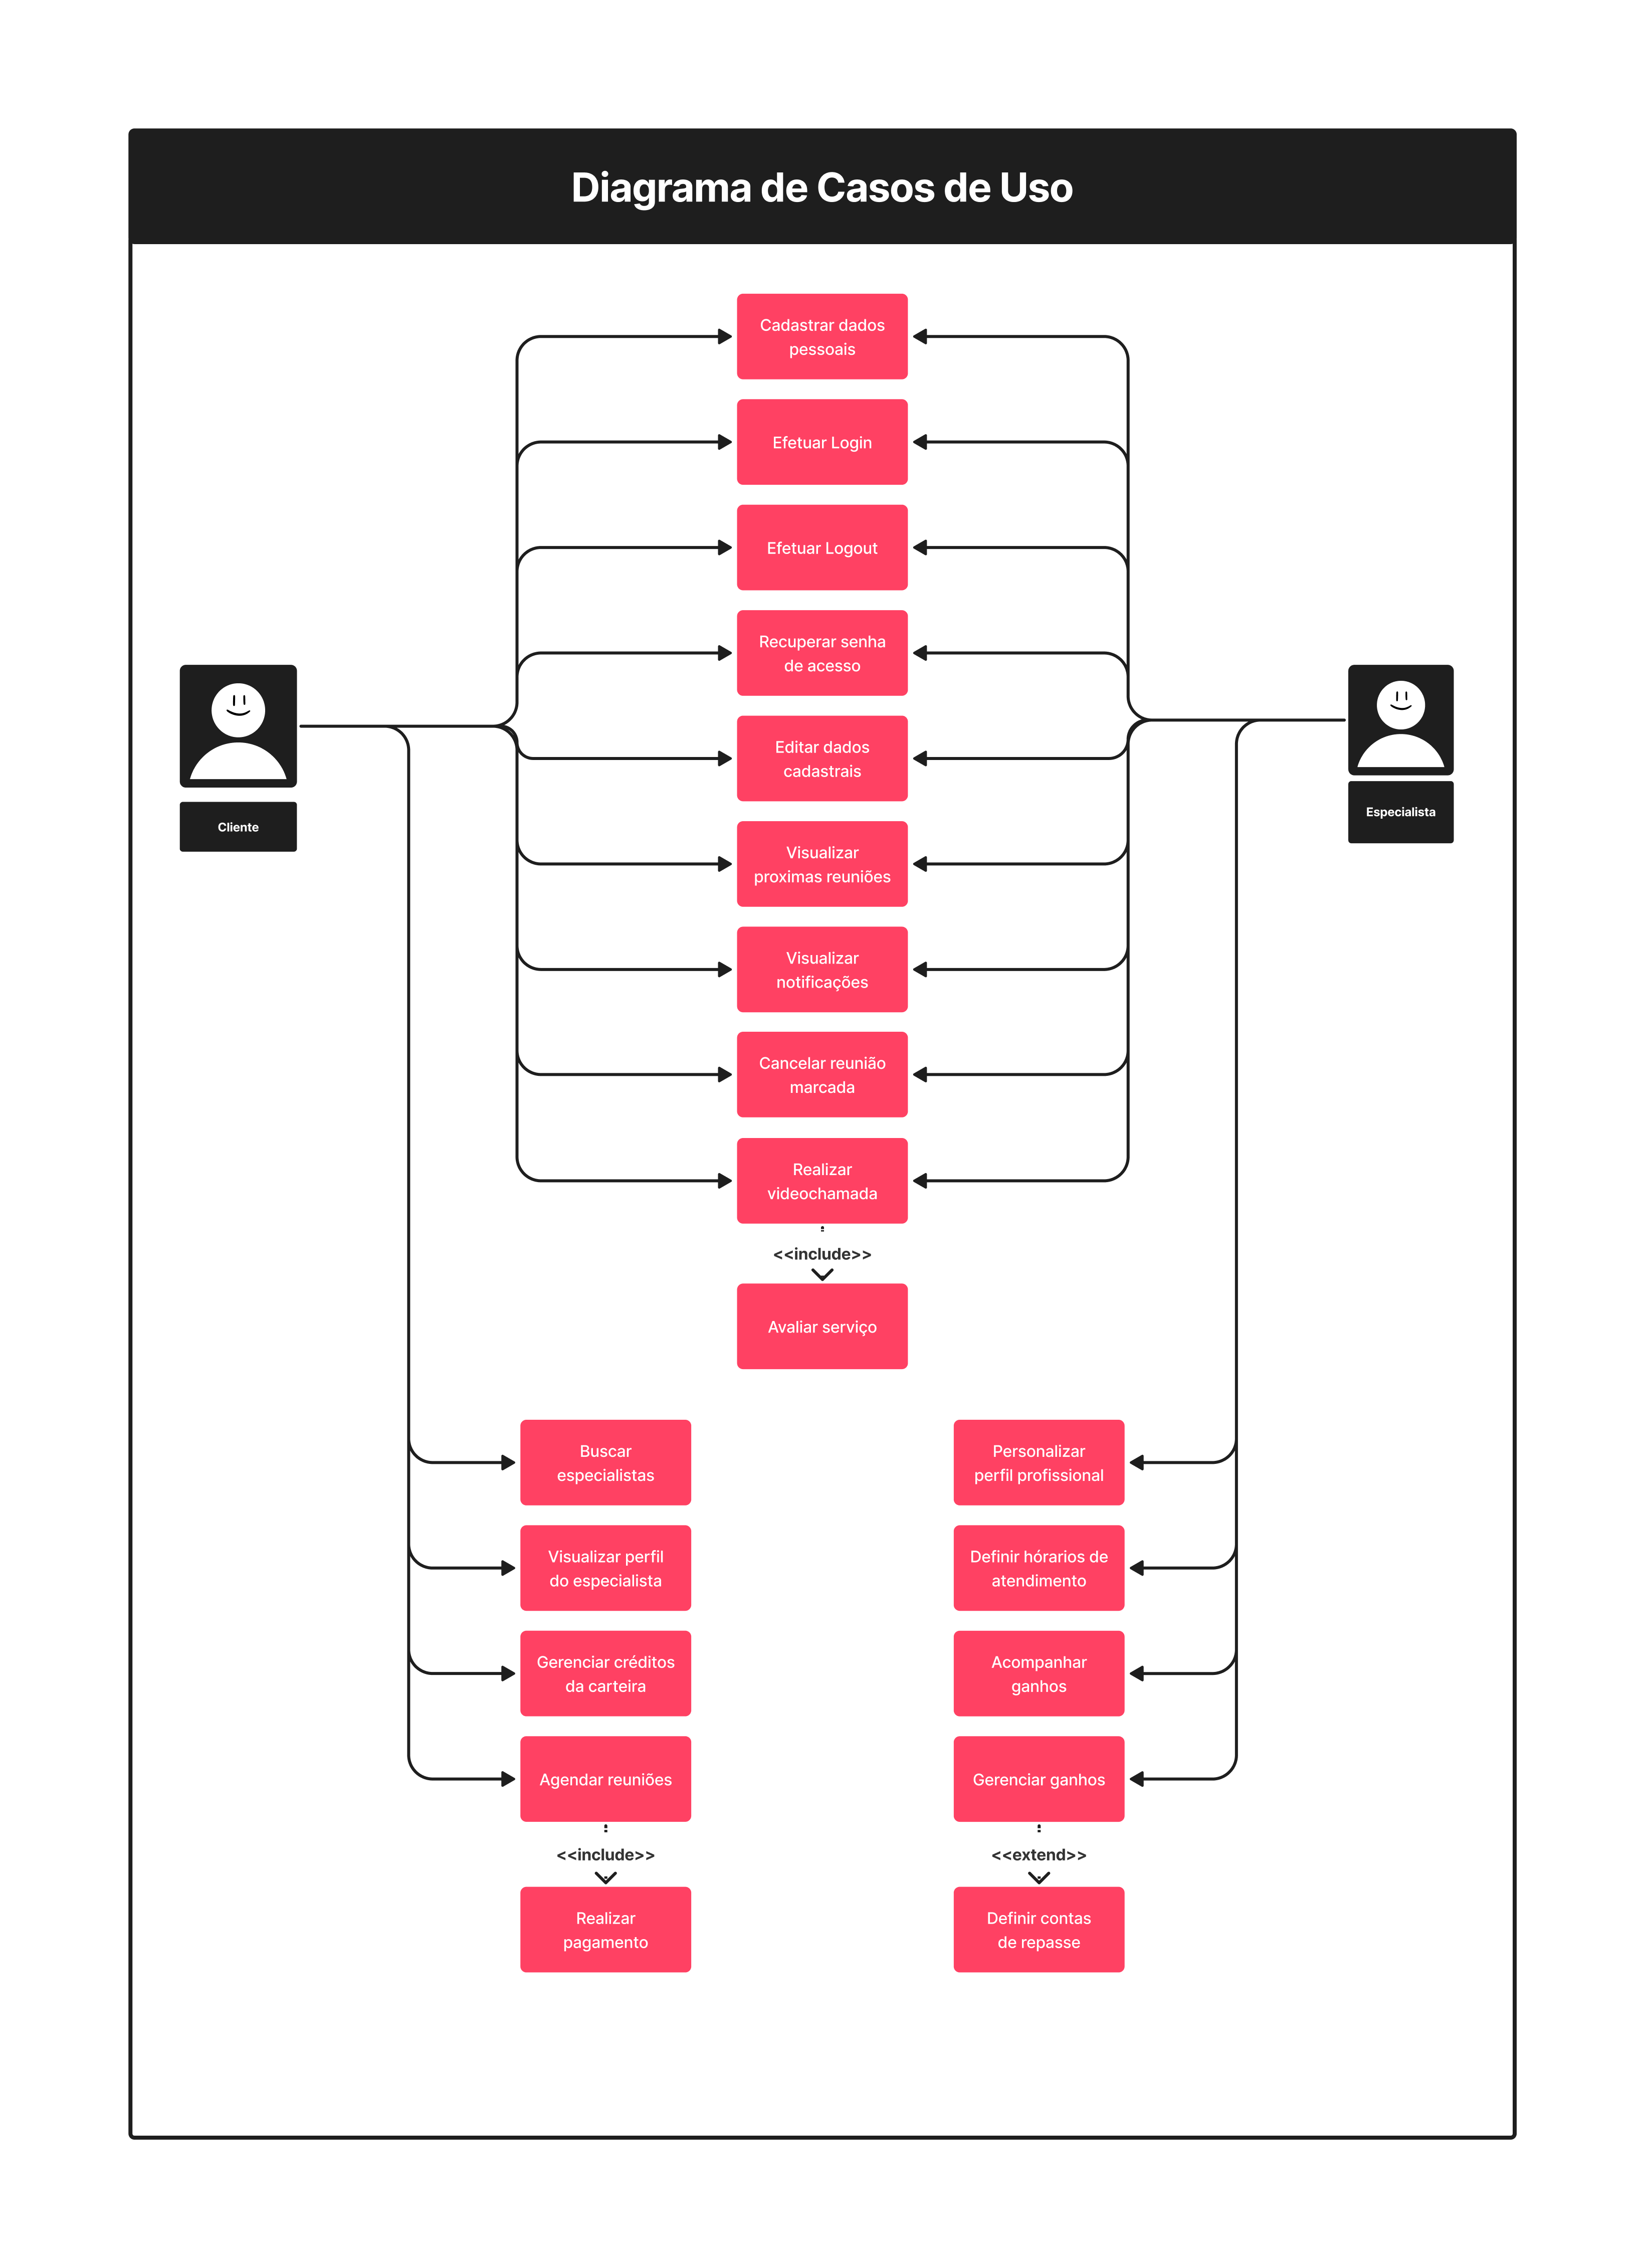 Diagrama de Casos de Uso
Cadastrar dados
pessoais
Efetuar Login
Efetuar Logout
Recuperar senha
de acesso
Editar dados
cadastrais
Cliente
Especialista
Visualizar
proximas reuniões
Visualizar
notificações
Cancelar reunião
marcada
Realizar
videochamada
<<include>>
Avaliar serviço
Buscar
especialistas
Visualizar perfil
do especialista
Gerenciar créditos
da carteira
Agendar reuniões
<<include>>
Realizar
pagamento
Personalizar
perfil profissional
Definir hórarios de
atendimento
Acompanhar
ganhos
Gerenciar ganhos
<<extend>>
Definir contas
de repasse